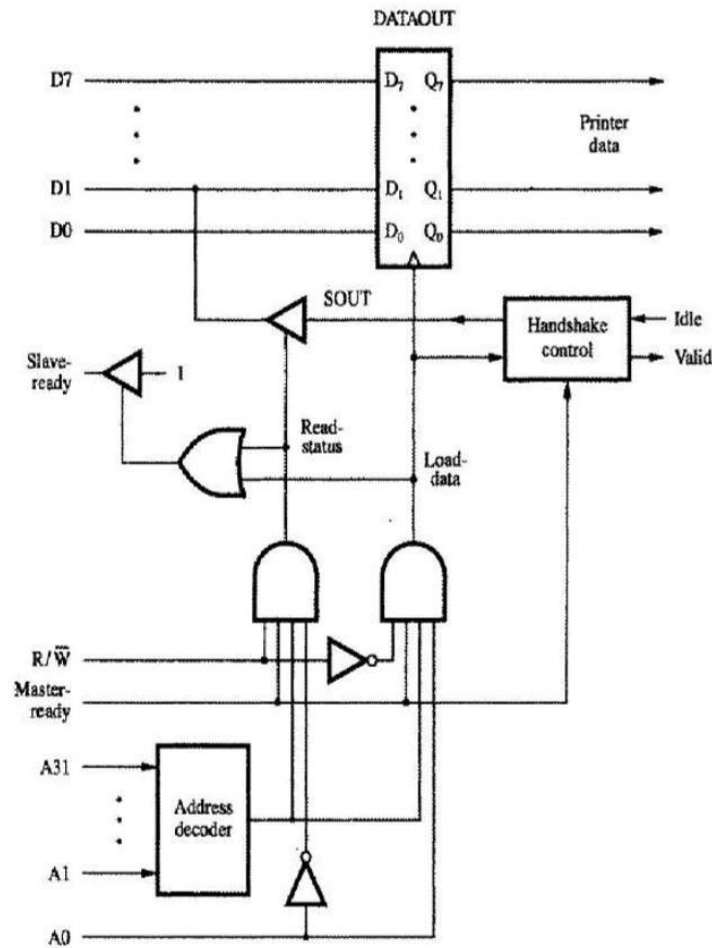 DATAOUT
D7 D7 Q7
Printer
data
D1 D1 Q1
D0 D0 Q0
SOUT
Handshake
control
Idle
Valid
Slave-
ready
1
Read-
status
Load-
data
R/W̅
Master-
ready
A31
Address
decoder
A1
A0